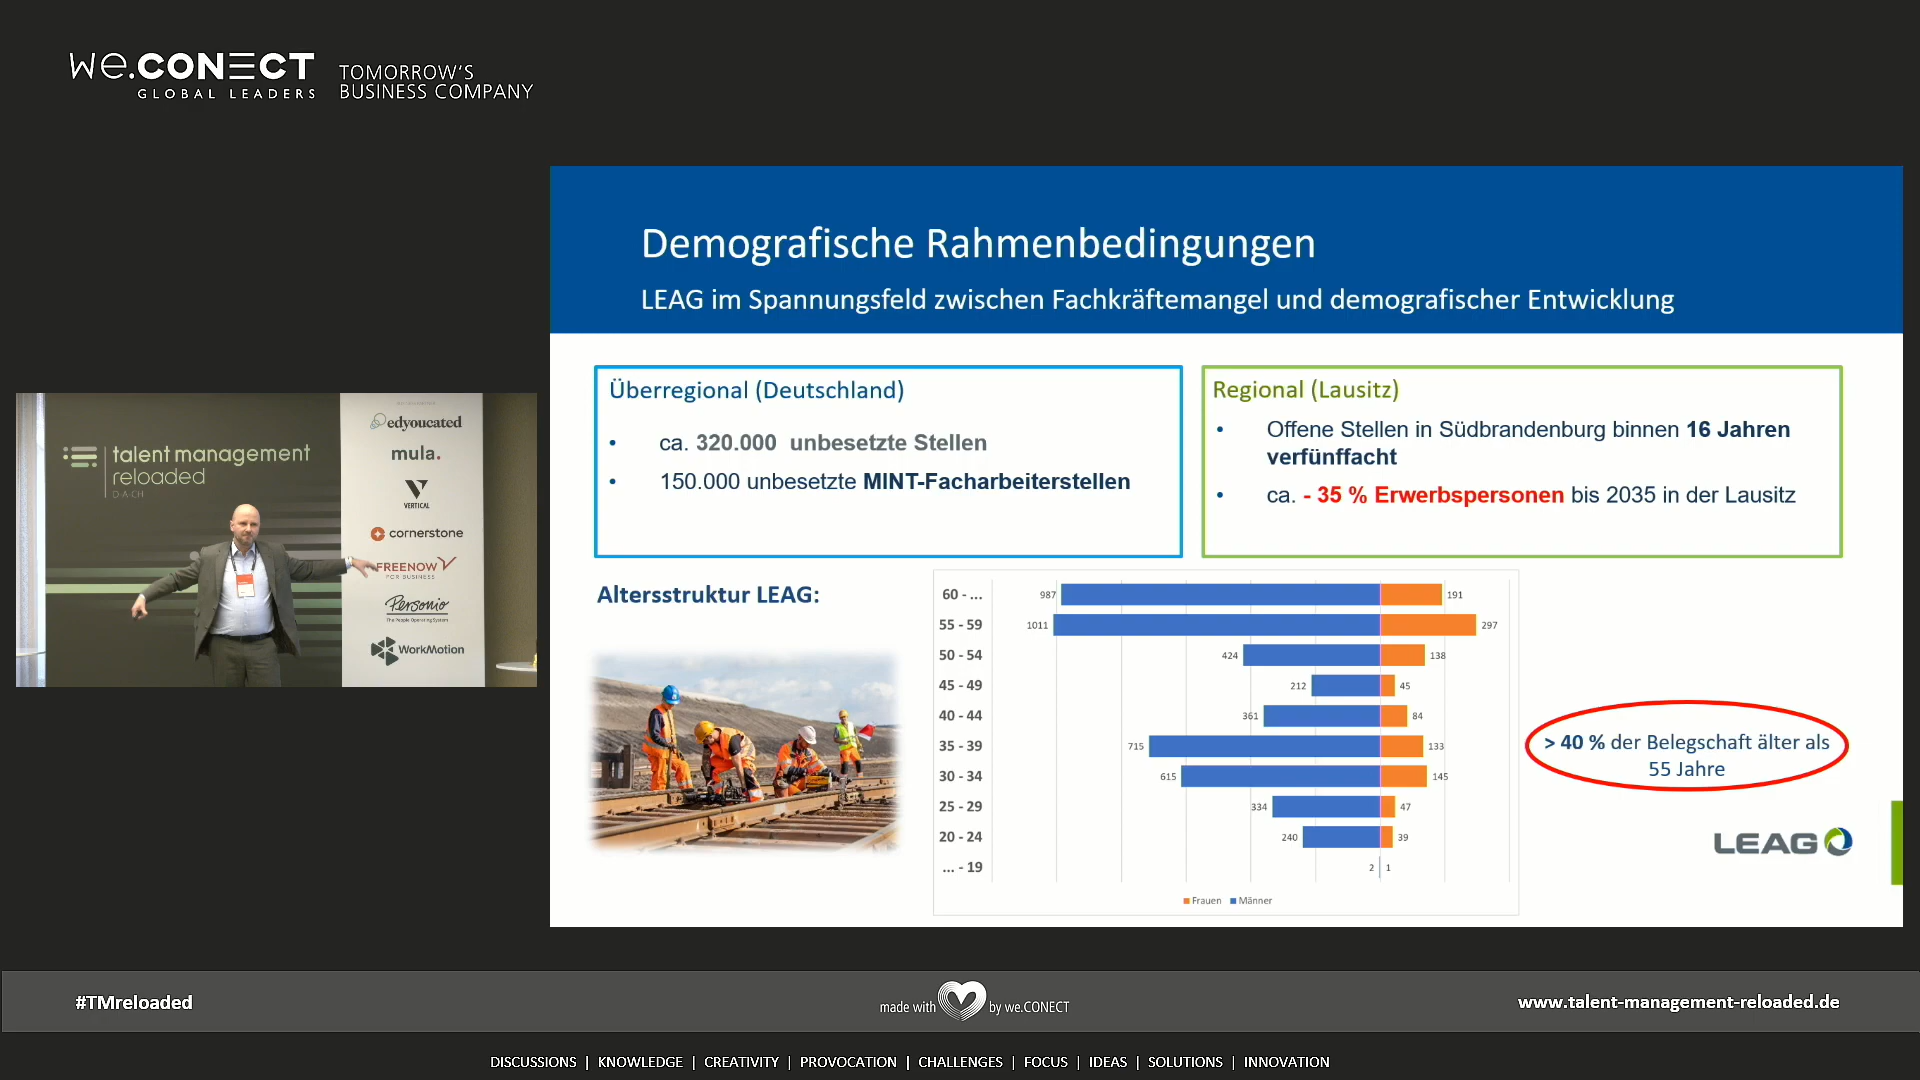 we.CONECT
GLOBAL LEADERS
TOMORROW'S
BUSINESS COMPANY
Demografische Rahmenbedingungen
LEAG im Spannungsfeld zwischen Fachkräftemangel und demografischer Entwicklung
Überregional (Deutschland)
• ca. 320.000 unbesetzte Stellen
• 150.000 unbesetzte MINT-Facharbeiterstellen
Regional (Lausitz)
• Offene Stellen in Südbrandenburg binnen 16 Jahren
verfünffacht
• ca. - 35 % Erwerbspersonen bis 2035 in der Lausitz
talent management
reloaded
D·A·CH
edyoucated
mula.
VERTICAL
cornerstone
FREENOW
FOR BUSINESS
Personio
The People Operating System
WorkMotion
Altersstruktur LEAG:
60 - ... 987 191
55 - 59 1011 297
50 - 54 424 138
45 - 49 212 45
40 - 44 361 84
35 - 39 715 133
30 - 34 615 145
25 - 29 334 47
20 - 24 240 39
... - 19 2 1
Frauen Männer
> 40 % der Belegschaft älter als
55 Jahre
LEAG
#TMreloaded
made with by we.CONECT
www.talent-management-reloaded.de
DISCUSSIONS | KNOWLEDGE | CREATIVITY | PROVOCATION | CHALLENGES | FOCUS | IDEAS | SOLUTIONS | INNOVATION